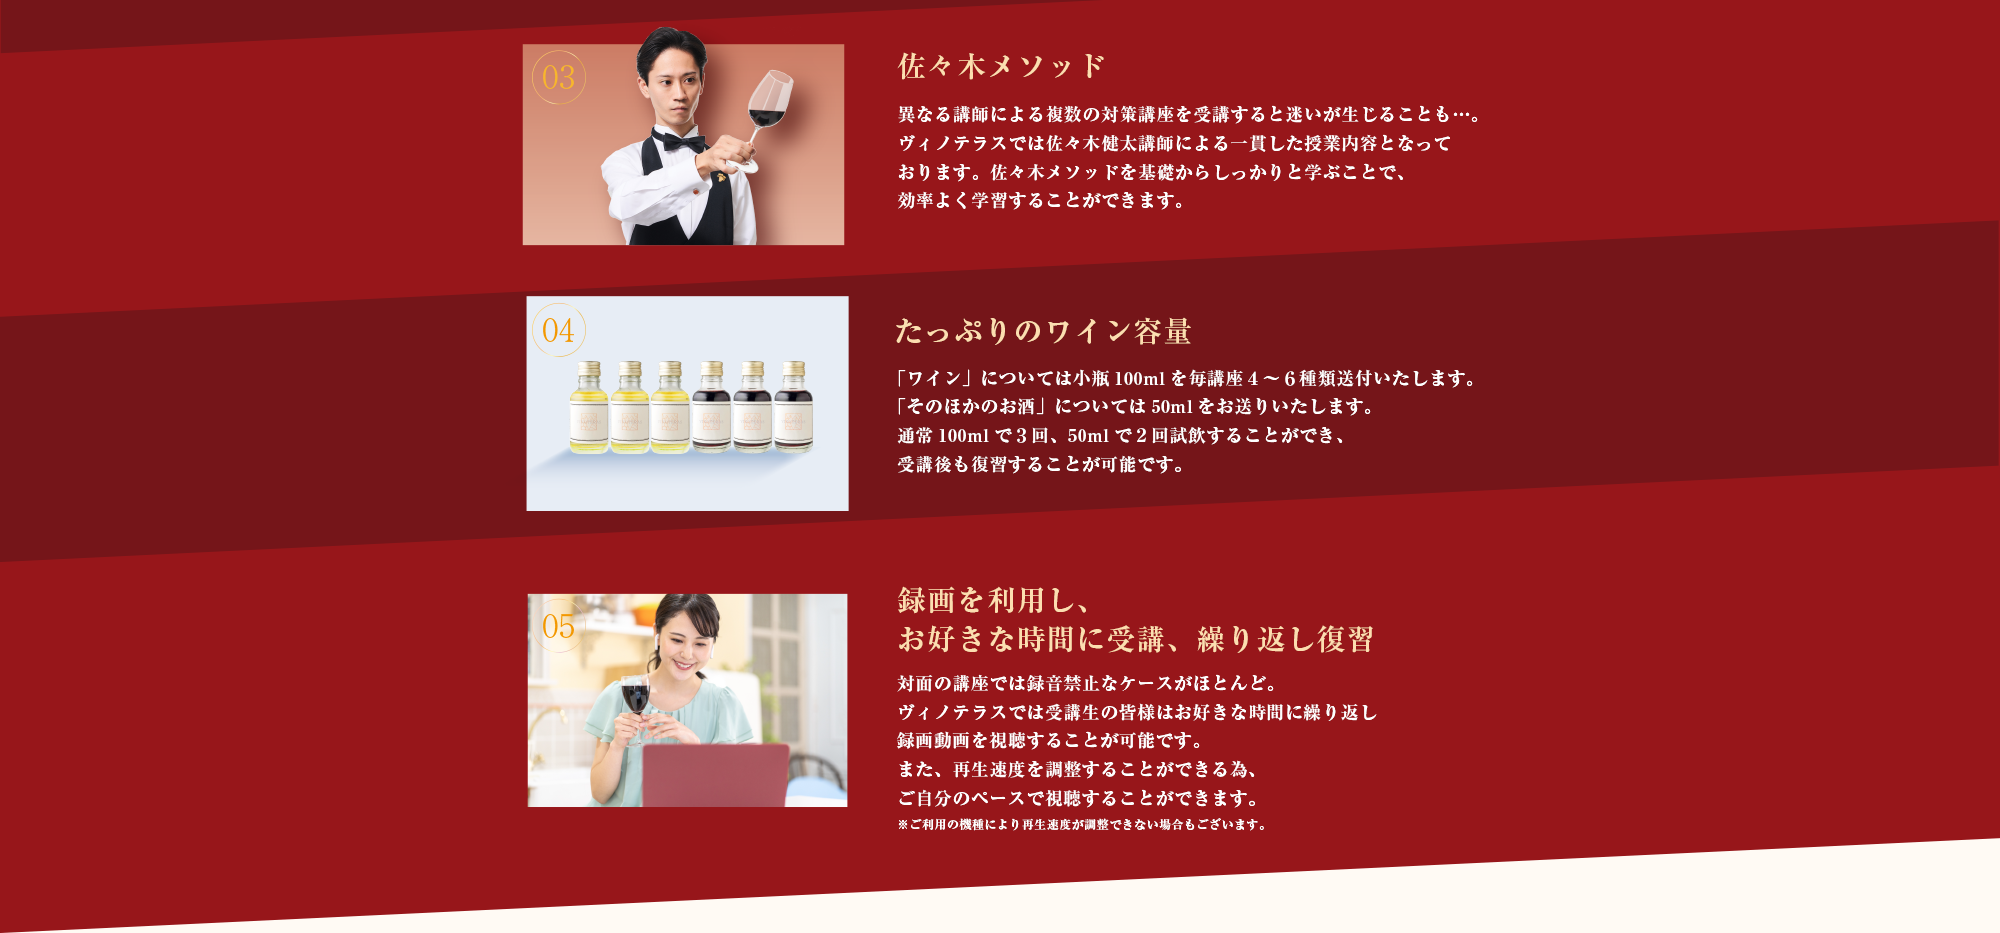 03
佐々木メソッド
異なる講師による複数の対策講座を受講すると迷いが生じることも…。
ヴィノテラスでは佐々木健太講師による一貫した授業内容となって
おります。佐々木メソッドを基礎からしっかりと学ぶことで、
効率よく学習することができます。
04
たっぷりのワイン容量
「ワイン」については小瓶100mlを毎講座4～6種類送付いたします。
「そのほかのお酒」については50mlをお送りいたします。
通常100mlで3回、50mlで2回試飲することができ、
受講後も復習することが可能です。
05
録画を利用し、
お好きな時間に受講、繰り返し復習
対面の講座では録音禁止なケースがほとんど。
ヴィノテラスでは受講生の皆様はお好きな時間に繰り返し
録画動画を視聴することが可能です。
また、再生速度を調整することができる為、
ご自分のペースで視聴することができます。
※ご利用の機種により再生速度が調整できない場合もございます。